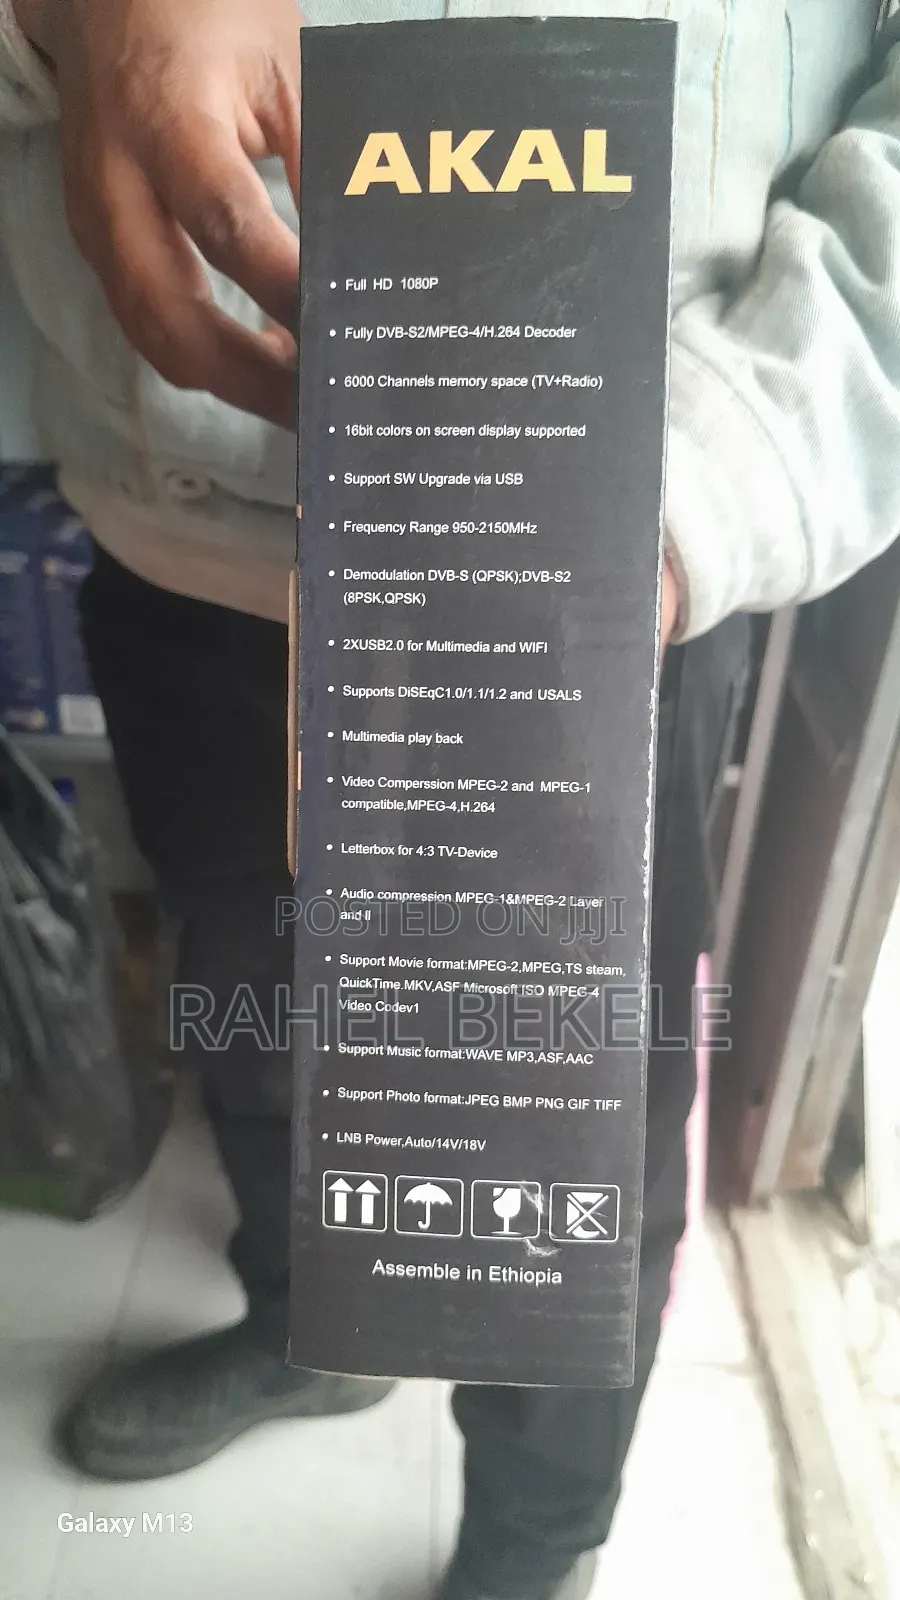 AKAL
• Full HD 1080P
• Fully DVB-S2/MPEG-4/H.264 Decoder
• 6000 Channels memory space (TV+Radio)
• 16bit colors on screen display supported
• Support SW Upgrade via USB
• Frequency Range 950-2150MHz
• Demodulation DVB-S (QPSK);DVB-S2
(8PSK,QPSK)
• 2XUSB2.0 for Multimedia and WIFI
• Supports DiSEqC1.0/1.1/1.2 and USALS
• Multimedia play back
• Video Comperssion MPEG-2 and MPEG-1
compatible,MPEG-4,H.264
• Letterbox for 4:3 TV-Device
• Audio compression MPEG-1&MPEG-2 Layer
and II
POSTED ON JIJI
• Support Movie format:MPEG-2,MPEG,TS steam,
QuickTime.MKV,ASF Microsoft ISO MPEG-4
Video Codev1
RAHEL BEKELE
• Support Music format:WAVE MP3,ASF,AAC
• Support Photo format:JPEG BMP PNG GIF TIFF
• LNB Power,Auto/14V/18V
Assemble in Ethiopia
Galaxy M13